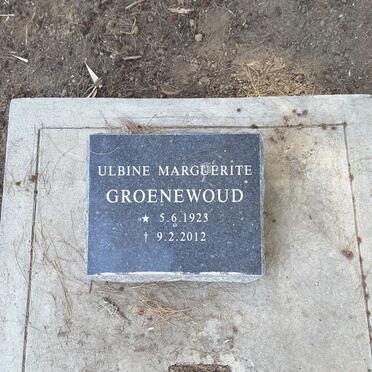 ULBINE MARGUERITE
GROENEWOUD
★ 5.6.1923
† 9.2.2012